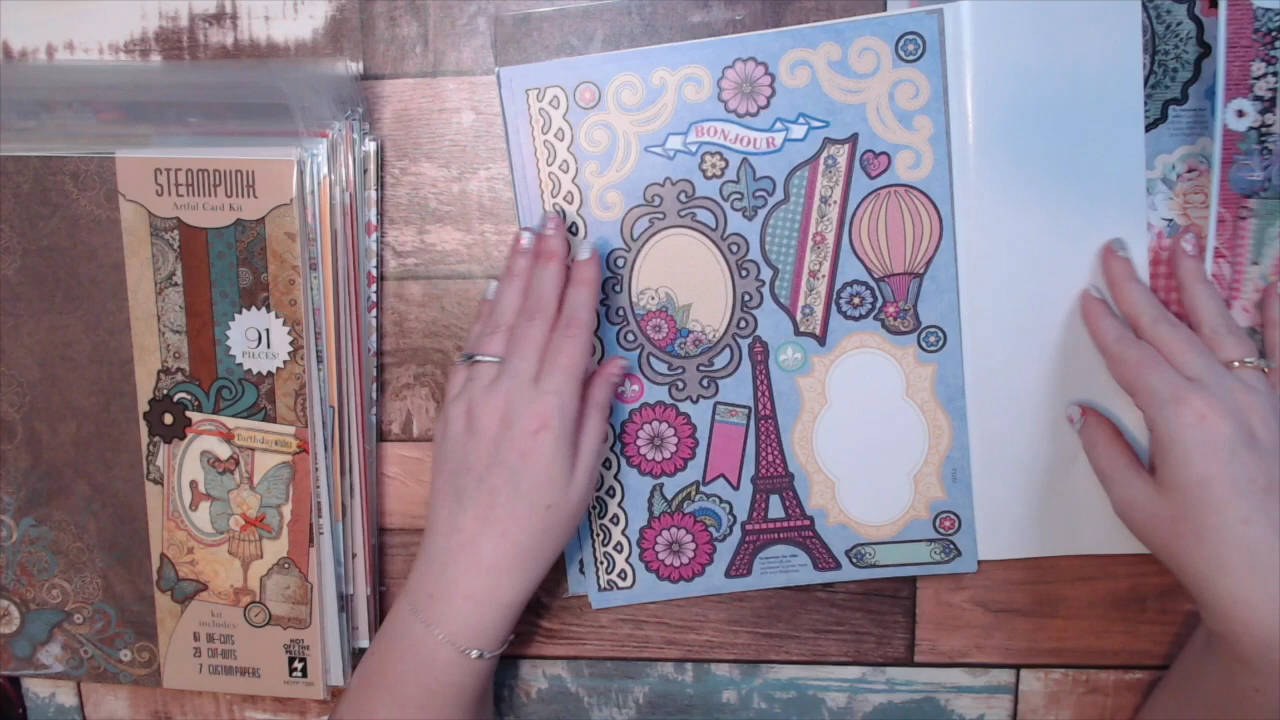 STEAMPUNK
Artful Card Kit
91
PIECES!
Birthday Wishes
kit
includes
61 DIE-CUTS
23 CUT-OUTS
7 CUSTOM PAPERS
HOT
OFF THE
PRESS
BONJOUR